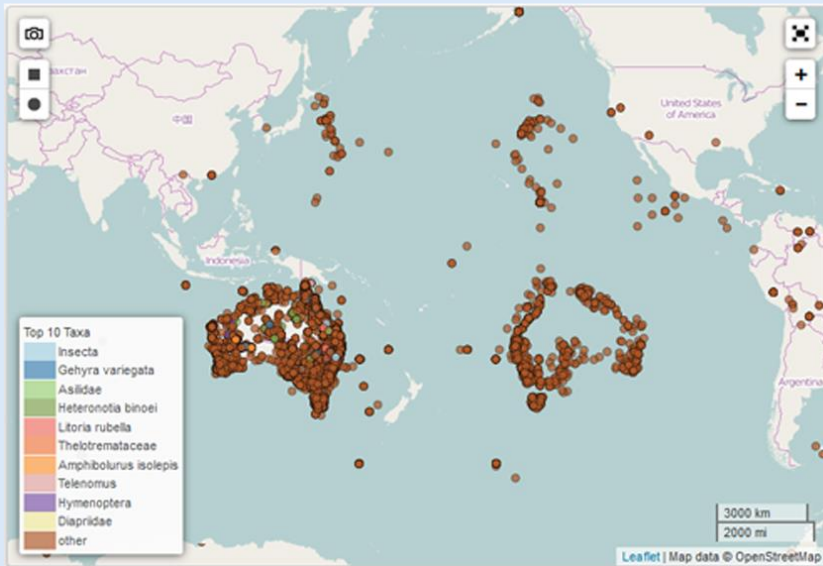 ахстан
中国
United States
of America
Indonesia
Argentina
Top 10 Taxa
Insecta
Gehyra variegata
Asilidae
Heteronotia binoei
Litoria rubella
Thelotremataceae
Amphibolurus isolepis
Telenomus
Hymenoptera
Diapriidae
other
+
−
3000 km
2000 mi
Leaflet | Map data © OpenStreetMap